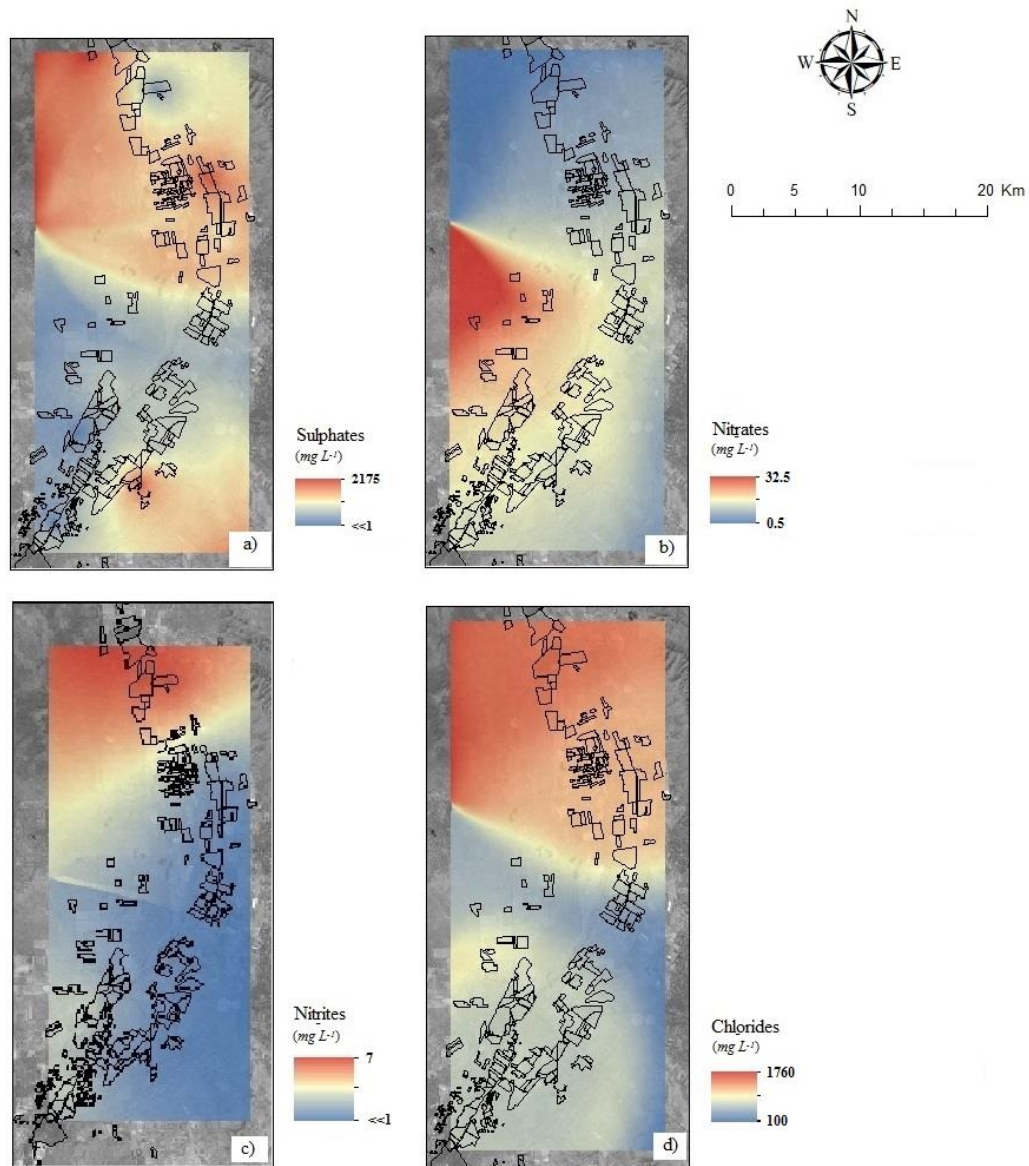 N
W E
S
0 5 10 20 Km
Sulphates
(mg L-1)
2175
<<1
a)
Nitrates
(mg L-1)
32.5
0.5
b)
Nitrites
(mg L-1)
7
<<1
c)
Chlorides
(mg L-1)
1760
100
d)